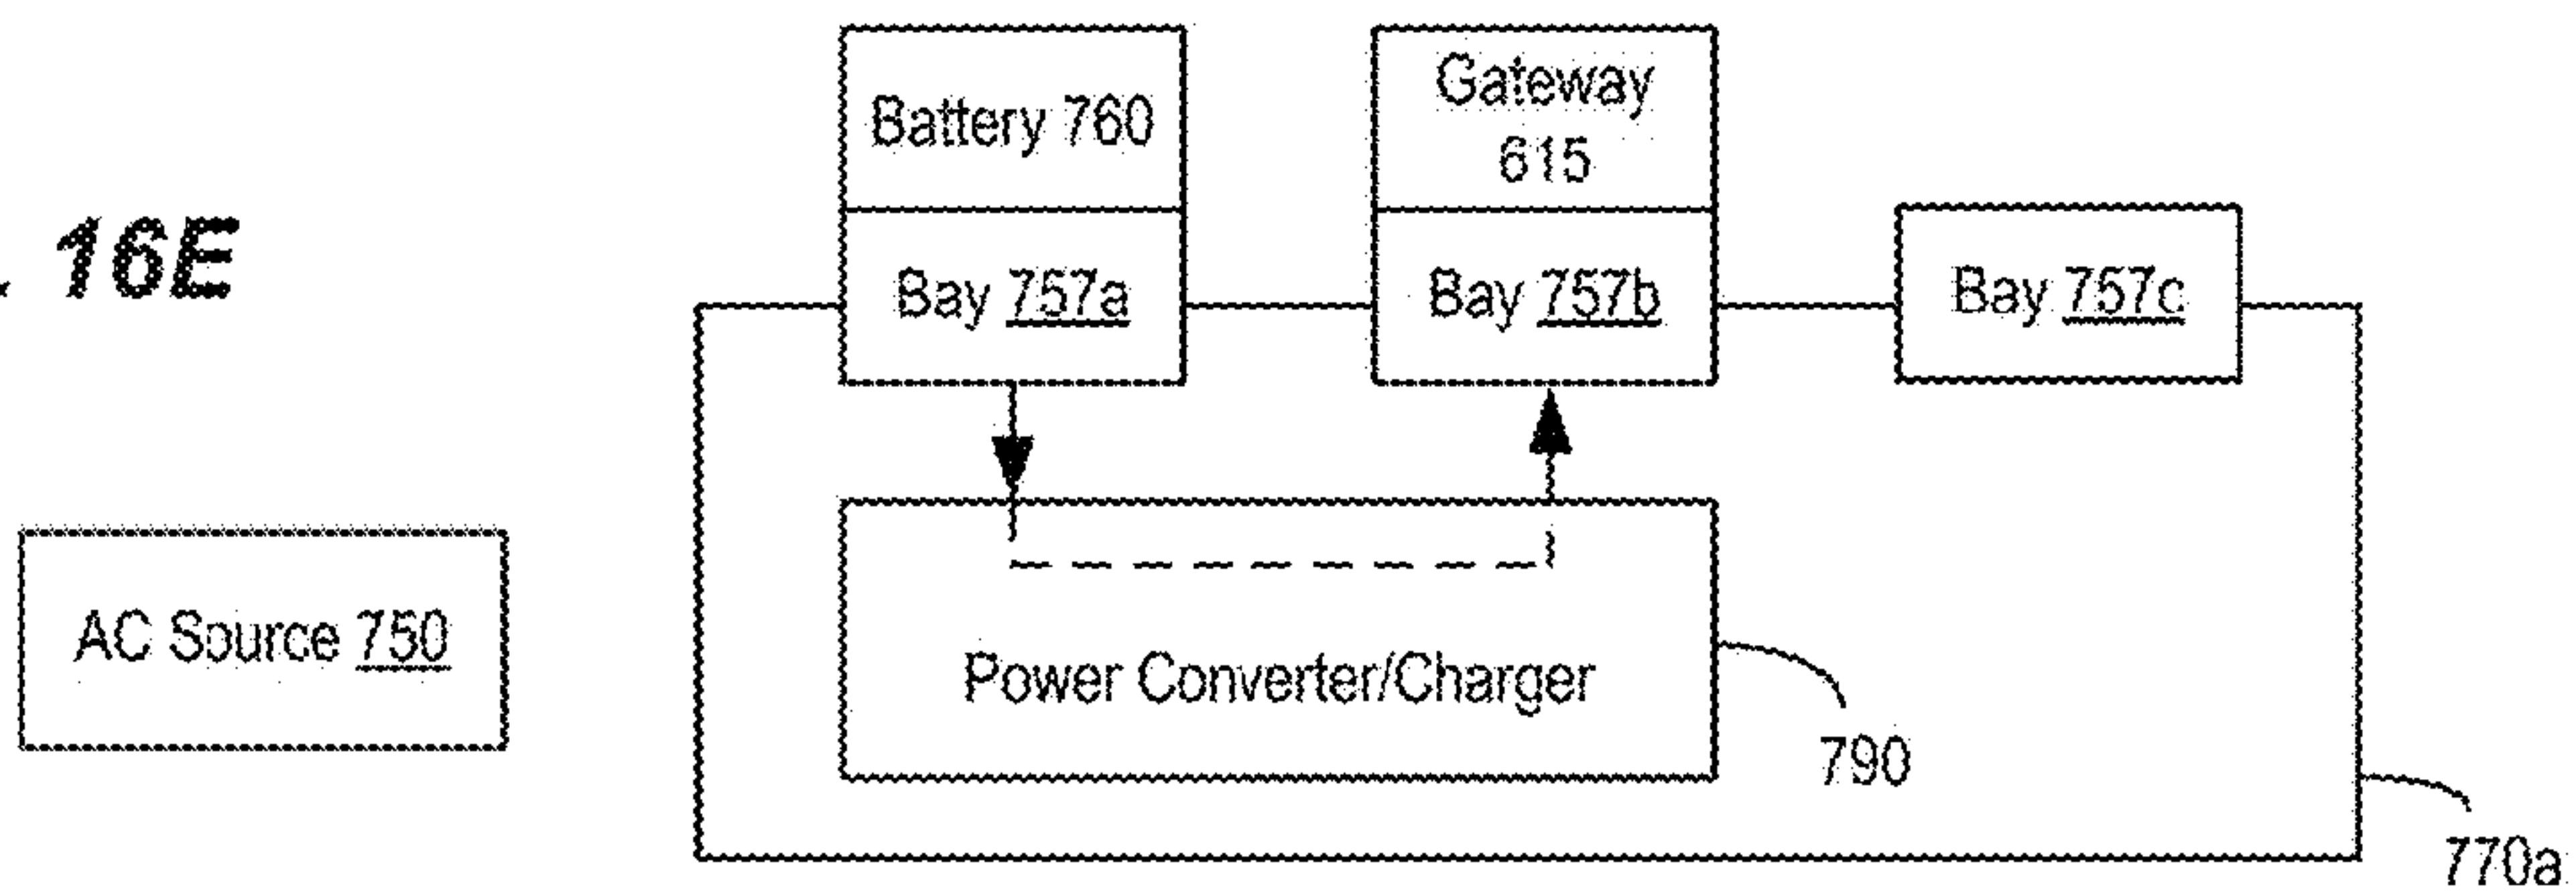 . 16E
Battery 760
Gateway
615
Bay 757a
Bay 757b
Bay 757c
AC Source 750
Power Converter/Charger
790
770a